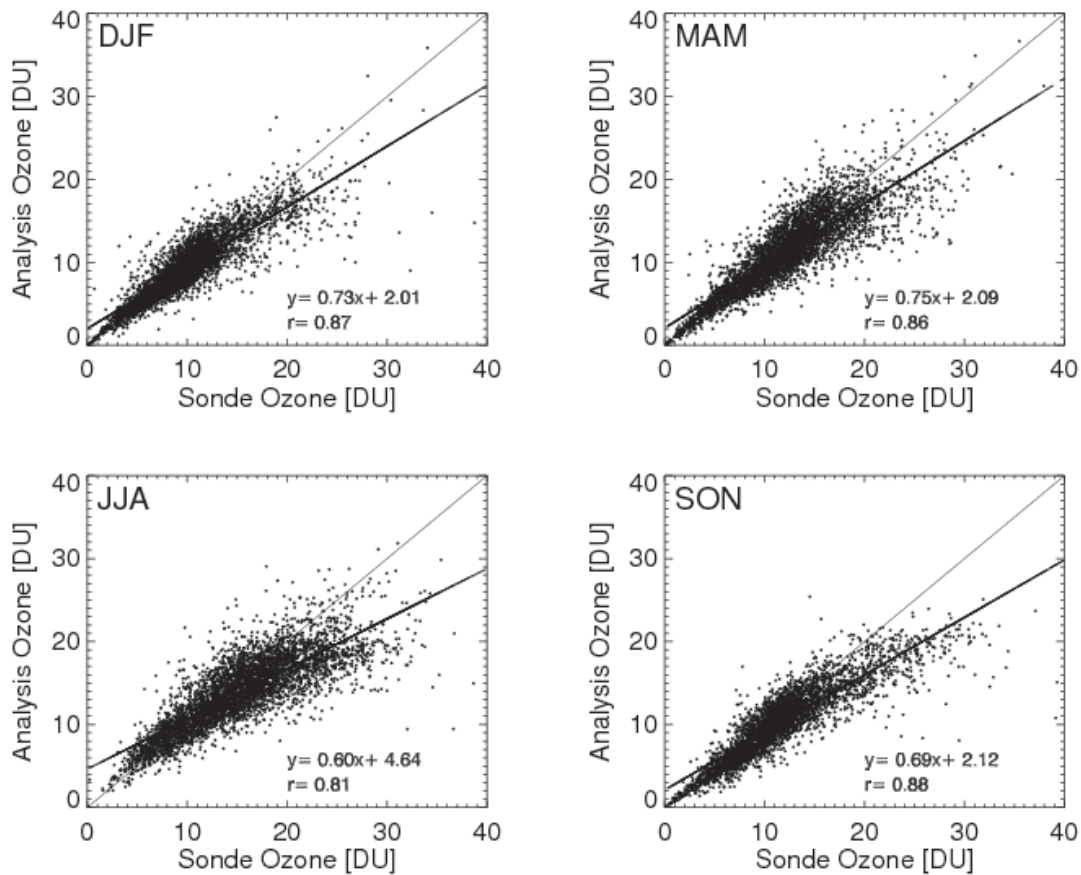 DJF
40
30
20
10
0
Analysis Ozone [DU]
y= 0.73x+ 2.01
r= 0.87
0 10 20 30 40
Sonde Ozone [DU]
MAM
40
30
20
10
0
Analysis Ozone [DU]
y= 0.75x+ 2.09
r= 0.86
0 10 20 30 40
Sonde Ozone [DU]
JJA
40
30
20
10
0
Analysis Ozone [DU]
y= 0.60x+ 4.64
r= 0.81
0 10 20 30 40
Sonde Ozone [DU]
SON
40
30
20
10
0
Analysis Ozone [DU]
y= 0.69x+ 2.12
r= 0.88
0 10 20 30 40
Sonde Ozone [DU]